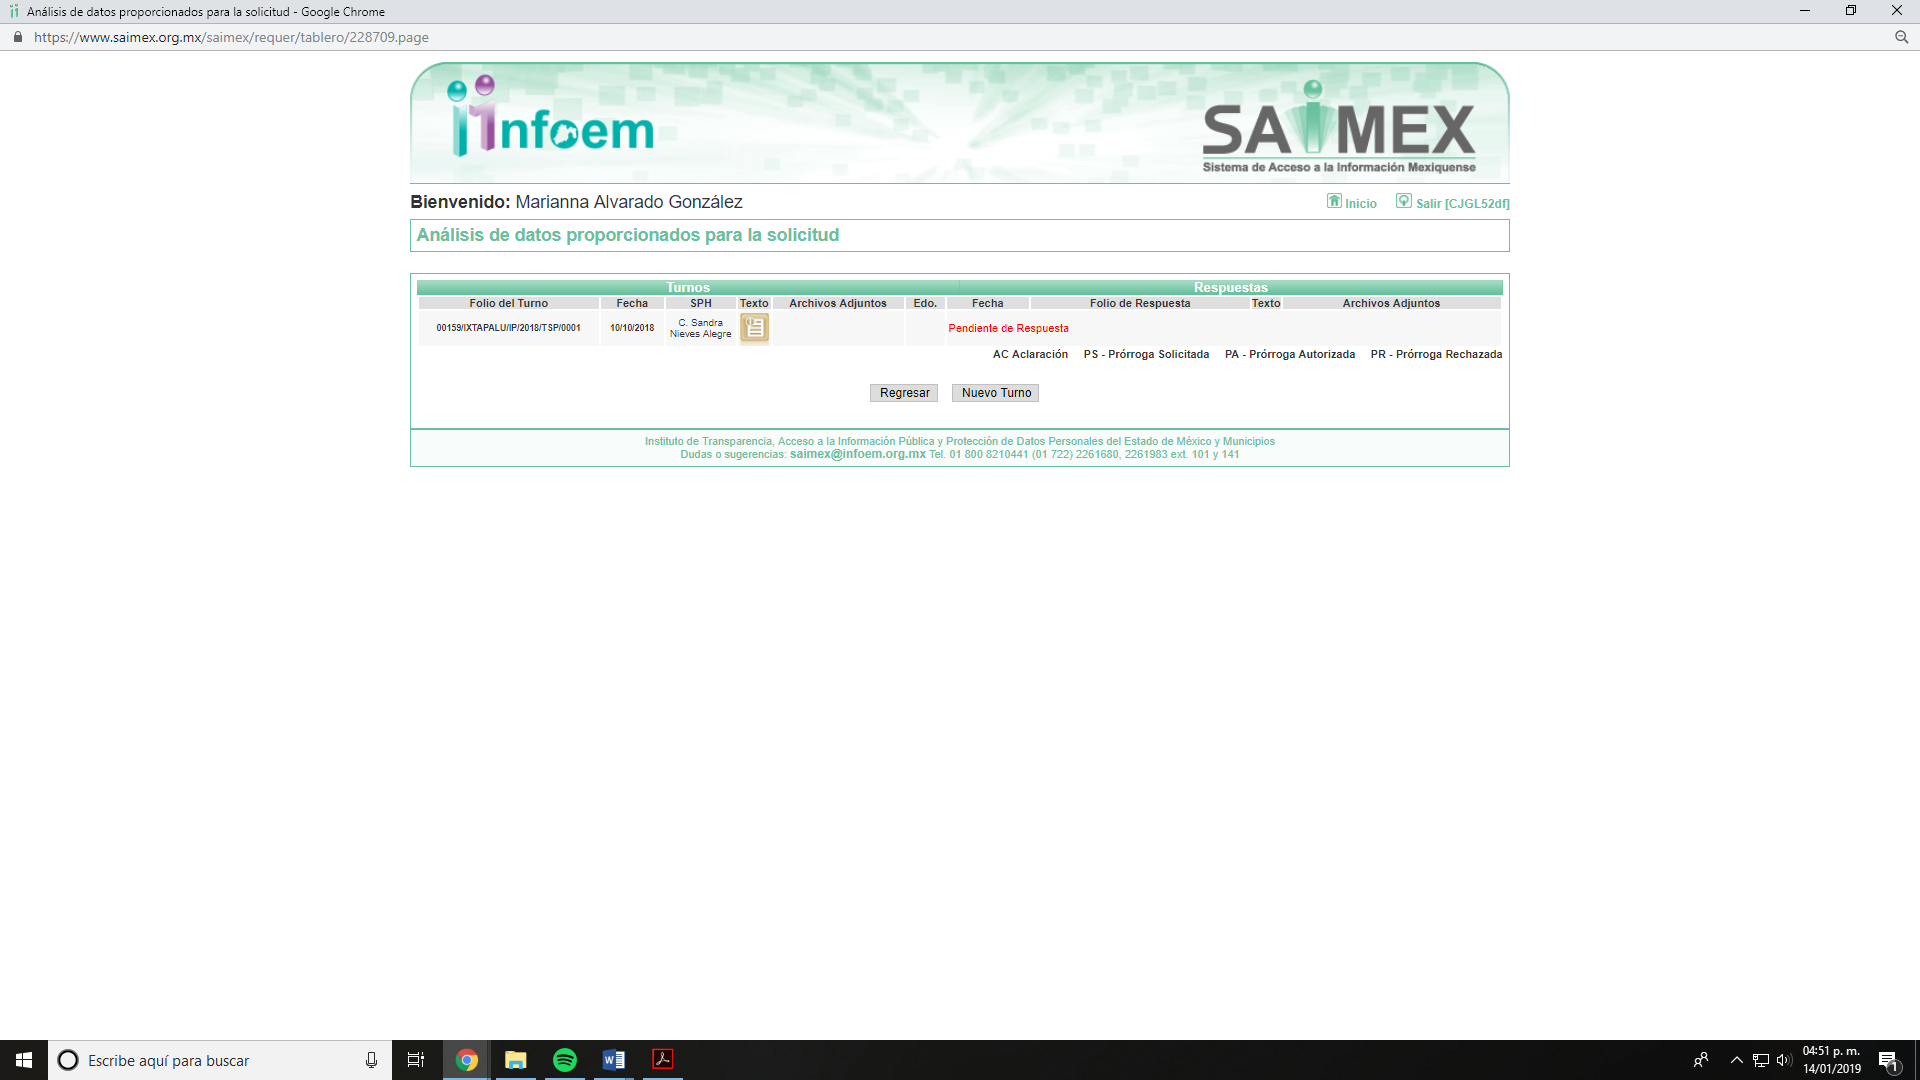 Análisis de datos proporcionados para la solicitud - Google Chrome
https://www.saimex.org.mx/saimex/requer/tablero/228709.page
infoem
SAIMEX
Sistema de Acceso a la Información Mexiquense
Bienvenido: Marianna Alvarado González
Inicio Salir [CJGL52df]
Análisis de datos proporcionados para la solicitud
Turnos Respuestas
Folio del Turno Fecha SPH Texto Archivos Adjuntos Edo. Fecha Folio de Respuesta Texto Archivos Adjuntos
00159/IXTAPALU/IP/2018/TSP/0001 10/10/2018 C. Sandra Nieves Alegre Pendiente de Respuesta
AC Aclaración PS - Prórroga Solicitada PA - Prórroga Autorizada PR - Prórroga Rechazada
Regresar Nuevo Turno
Instituto de Transparencia, Acceso a la Información Pública y Protección de Datos Personales del Estado de México y Municipios
Dudas o sugerencias: saimex@infoem.org.mx Tel. 01 800 8210441 (01 722) 2261680, 2261983 ext. 101 y 141
Escribe aquí para buscar
04:51 p. m.
14/01/2019
1